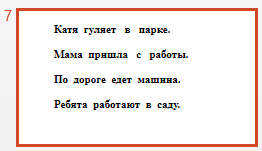 7
Катя гуляет в парке.
Мама пришла с работы.
По дороге едет машина.
Ребята работают в саду.